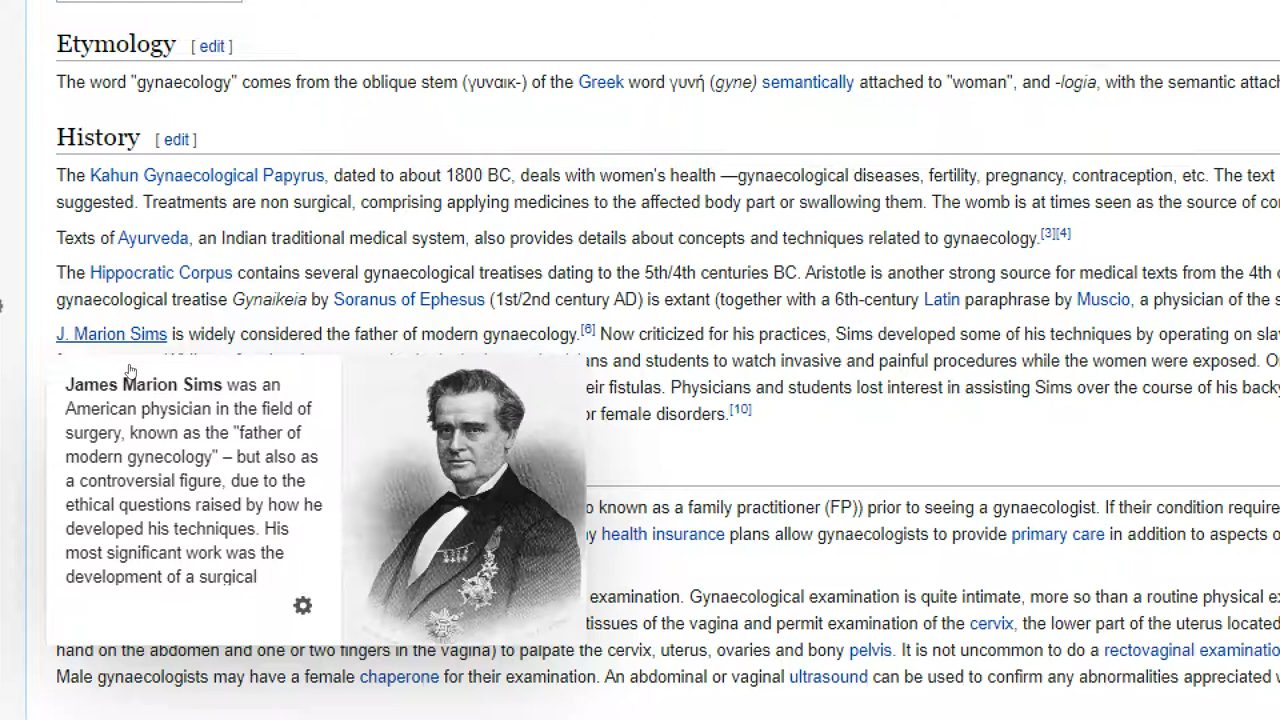 Etymology [ edit ]
The word "gynaecology" comes from the oblique stem (γυναικ-) of the Greek word γυνή (gyne) semantically attached to "woman", and -logia, with the semantic attach
History [ edit ]
The Kahun Gynaecological Papyrus, dated to about 1800 BC, deals with women's health —gynaecological diseases, fertility, pregnancy, contraception, etc. The text
suggested. Treatments are non surgical, comprising applying medicines to the affected body part or swallowing them. The womb is at times seen as the source of co
Texts of Ayurveda, an Indian traditional medical system, also provides details about concepts and techniques related to gynaecology.[3][4]
The Hippocratic Corpus contains several gynaecological treatises dating to the 5th/4th centuries BC. Aristotle is another strong source for medical texts from the 4th
gynaecological treatise Gynaikeia by Soranus of Ephesus (1st/2nd century AD) is extant (together with a 6th-century Latin paraphrase by Muscio, a physician of the s
J. Marion Sims is widely considered the father of modern gynaecology.[6] Now criticized for his practices, Sims developed some of his techniques by operating on sla
ans and students to watch invasive and painful procedures while the women were exposed. O
eir fistulas. Physicians and students lost interest in assisting Sims over the course of his backy
or female disorders.[10]
James Marion Sims was an
American physician in the field of
surgery, known as the "father of
modern gynecology" – but also as
a controversial figure, due to the
ethical questions raised by how he
developed his techniques. His
most significant work was the
development of a surgical
o known as a family practitioner (FP)) prior to seeing a gynaecologist. If their condition require
y health insurance plans allow gynaecologists to provide primary care in addition to aspects o
examination. Gynaecological examination is quite intimate, more so than a routine physical ex
tissues of the vagina and permit examination of the cervix, the lower part of the uterus located
hand on the abdomen and one or two fingers in the vagina) to palpate the cervix, uterus, ovaries and bony pelvis. It is not uncommon to do a rectovaginal examinatio
Male gynaecologists may have a female chaperone for their examination. An abdominal or vaginal ultrasound can be used to confirm any abnormalities appreciated w